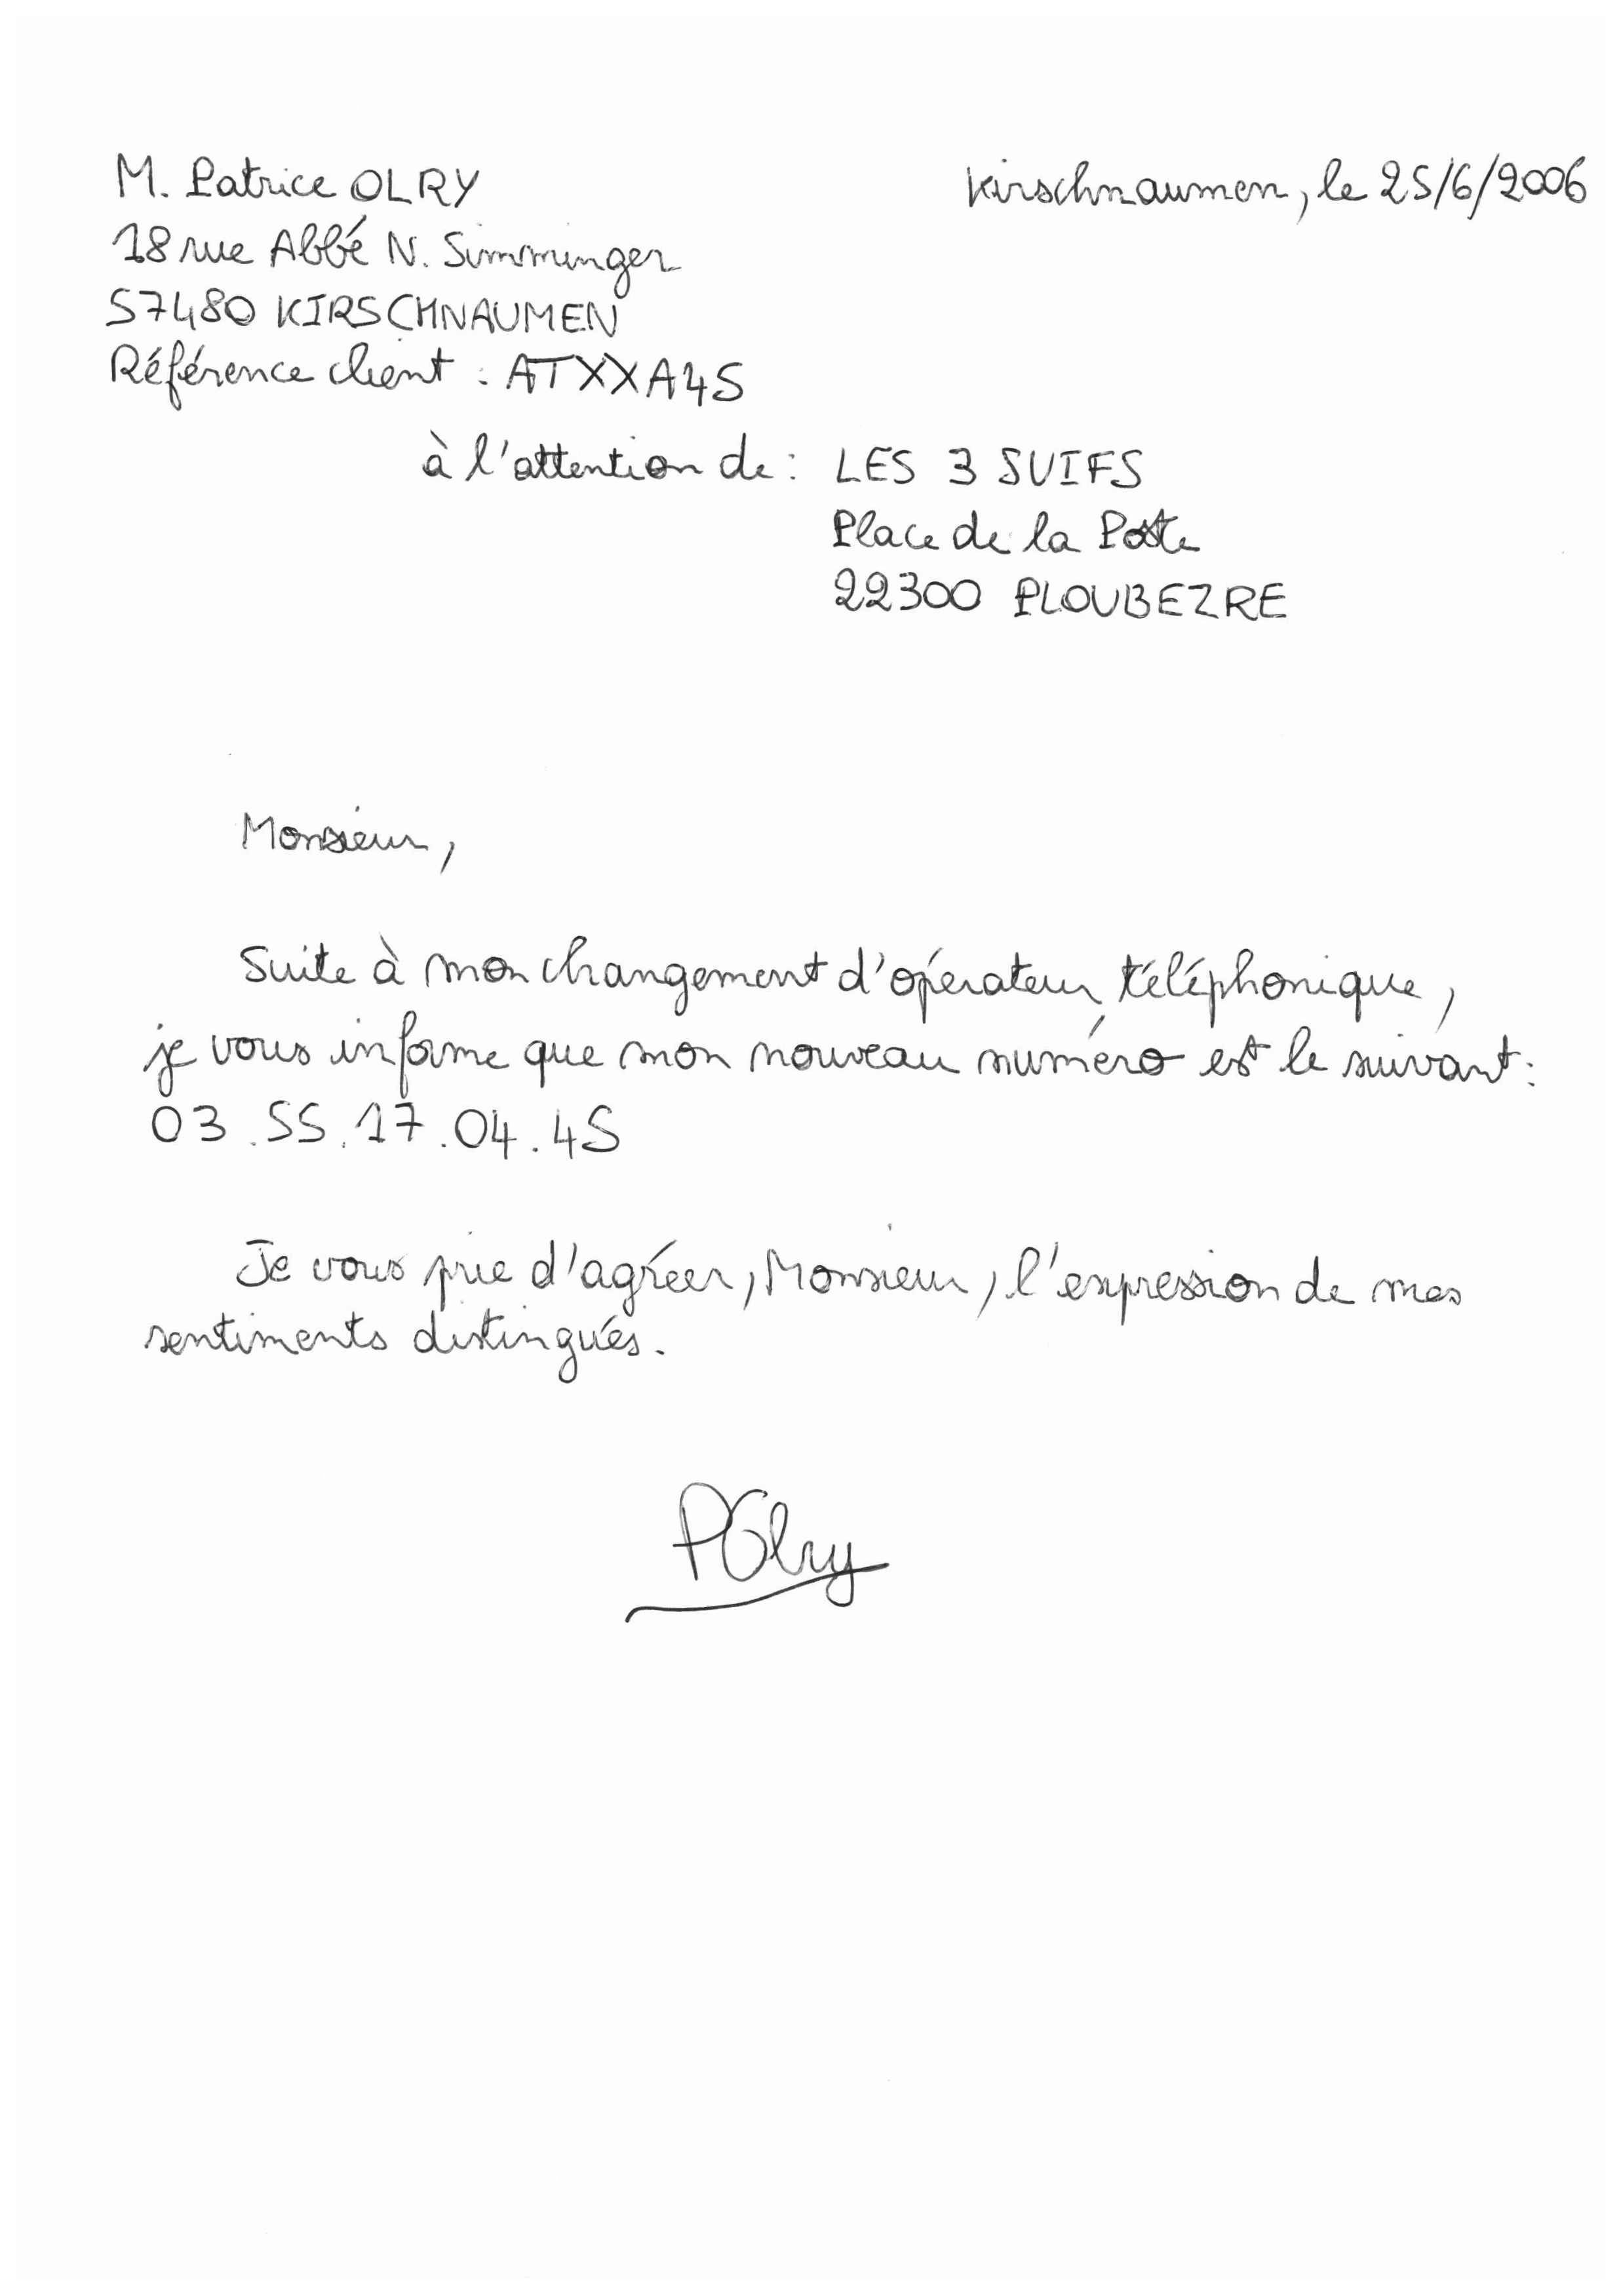 M. Patrice OLRY
Kirschnaumen, le 25/6/2006
18 rue Abbé N. Simminger
57480 KIRSCHNAUMEN
Référence client : ATXXA45
à l'attention de : LES 3 SUIFS
Place de la Poste
22300 PLOUBEZRE
Monsieur,
Suite à mon changement d'opérateur téléphonique,
je vous informe que mon nouveau numéro est le suivant :
03.55.17.04.45
Je vous prie d'agréer, Monsieur, l'expression de mes
sentiments distingués.
POlry